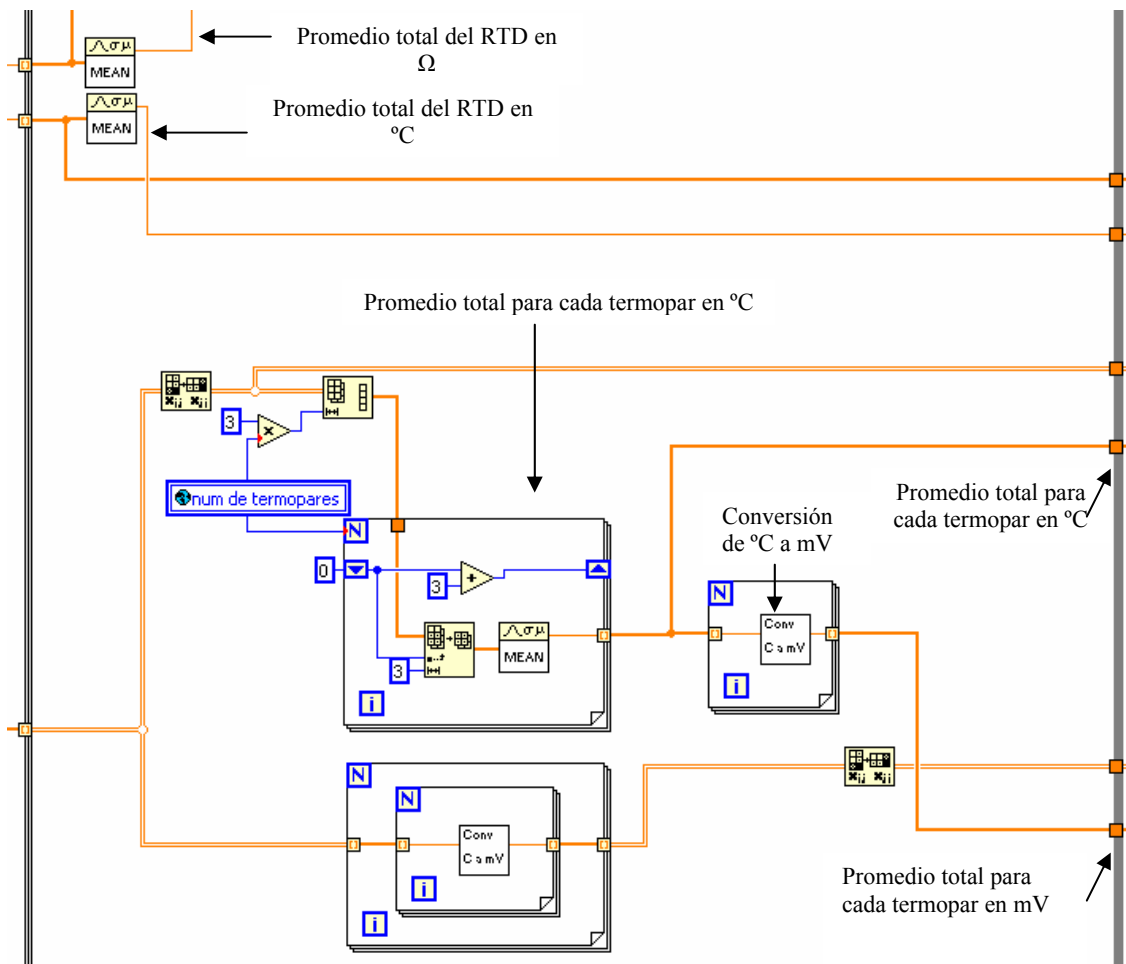 Promedio total del RTD en
Ω
MEAN
Promedio total del RTD en
ºC
MEAN
Promedio total para cada termopar en ºC
3
x
num de termopares
N
0
3
+
3
MEAN
i
Promedio total para
cada termopar en ºC
Conversión
de ºC a mV
N
Conv
C a mV
i
N
N
Conv
C a mV
i
i
Promedio total para
cada termopar en mV